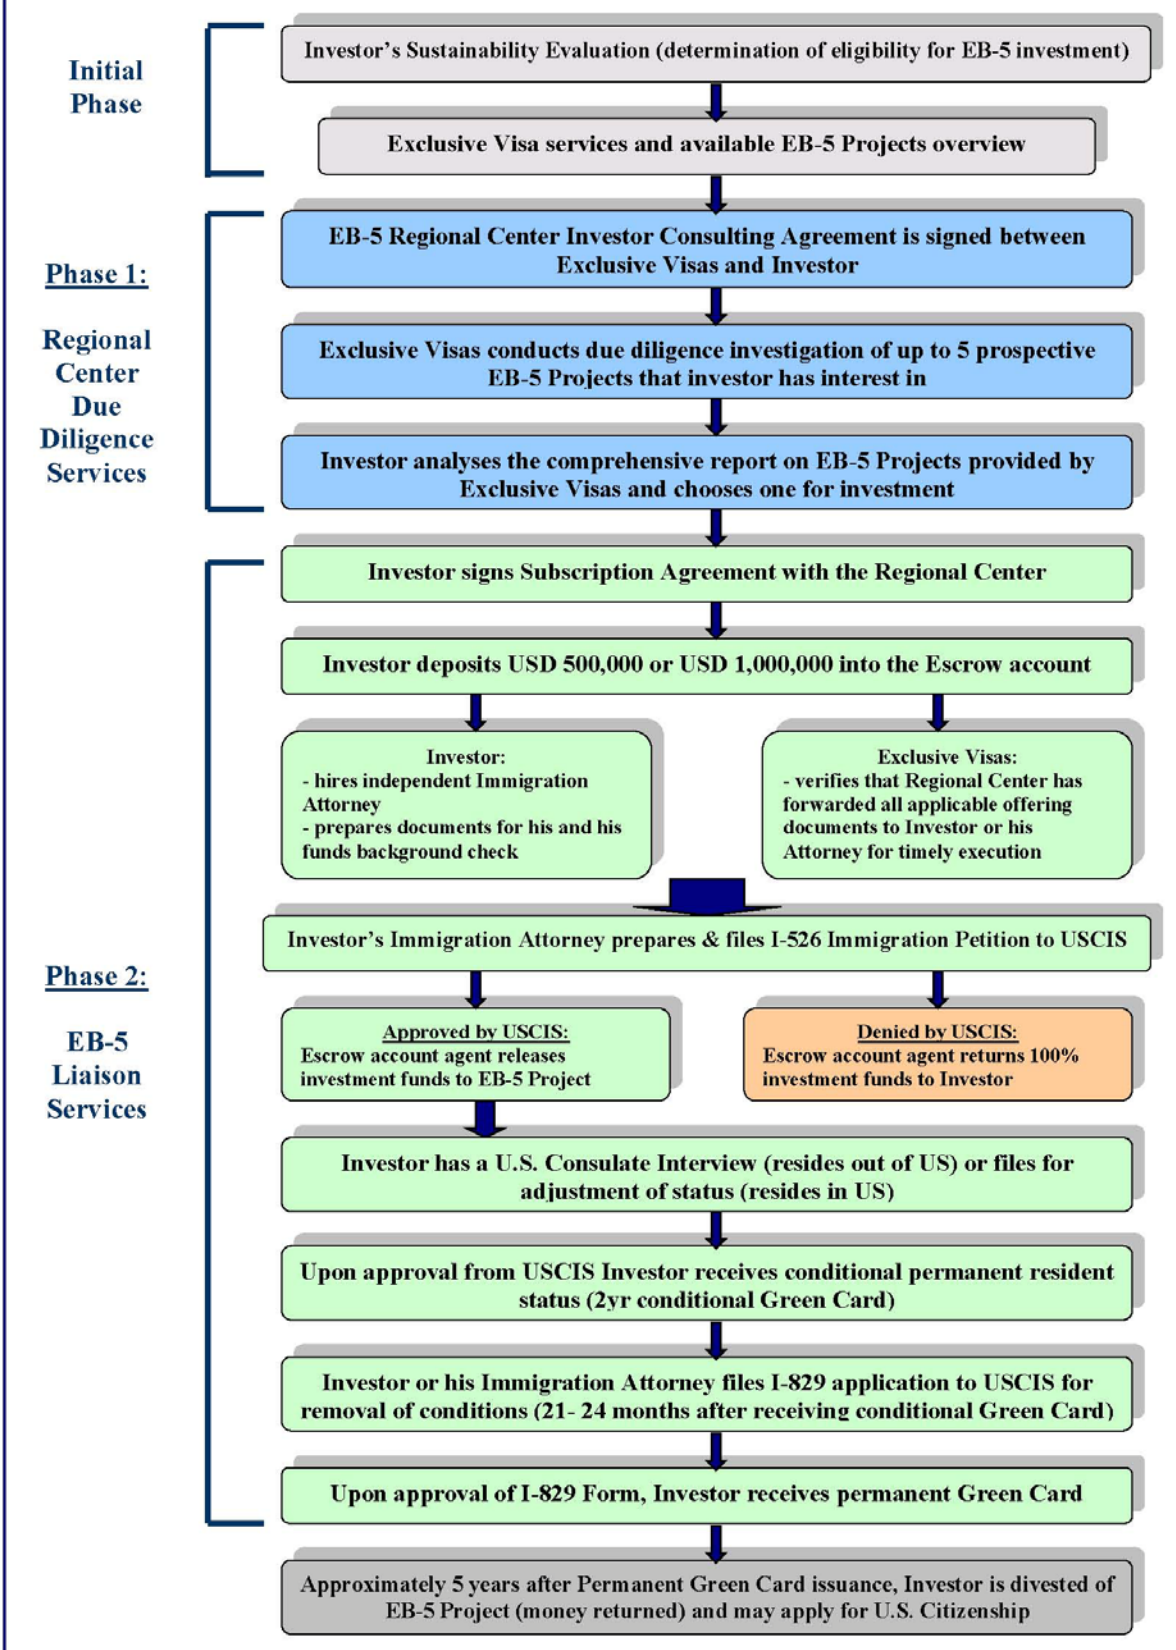 Initial
Phase
Investor's Sustainability Evaluation (determination of eligibility for EB-5 investment)
Exclusive Visa services and available EB-5 Projects overview
Phase 1:
Regional
Center
Due
Diligence
Services
EB-5 Regional Center Investor Consulting Agreement is signed between
Exclusive Visas and Investor
Exclusive Visas conducts due diligence investigation of up to 5 prospective
EB-5 Projects that investor has interest in
Investor analyses the comprehensive report on EB-5 Projects provided by
Exclusive Visas and chooses one for investment
Phase 2:
EB-5
Liaison
Services
Investor signs Subscription Agreement with the Regional Center
Investor deposits USD 500,000 or USD 1,000,000 into the Escrow account
Investor:
- hires independent Immigration
Attorney
- prepares documents for his and his
funds background check
Exclusive Visas:
- verifies that Regional Center has
forwarded all applicable offering
documents to Investor or his
Attorney for timely execution
Investor's Immigration Attorney prepares & files I-526 Immigration Petition to USCIS
Approved by USCIS:
Escrow account agent releases
investment funds to EB-5 Project
Denied by USCIS:
Escrow account agent returns 100%
investment funds to Investor
Investor has a U.S. Consulate Interview (resides out of US) or files for
adjustment of status (resides in US)
Upon approval from USCIS Investor receives conditional permanent resident
status (2yr conditional Green Card)
Investor or his Immigration Attorney files I-829 application to USCIS for
removal of conditions (21- 24 months after receiving conditional Green Card)
Upon approval of I-829 Form, Investor receives permanent Green Card
Approximately 5 years after Permanent Green Card issuance, Investor is divested of
EB-5 Project (money returned) and may apply for U.S. Citizenship